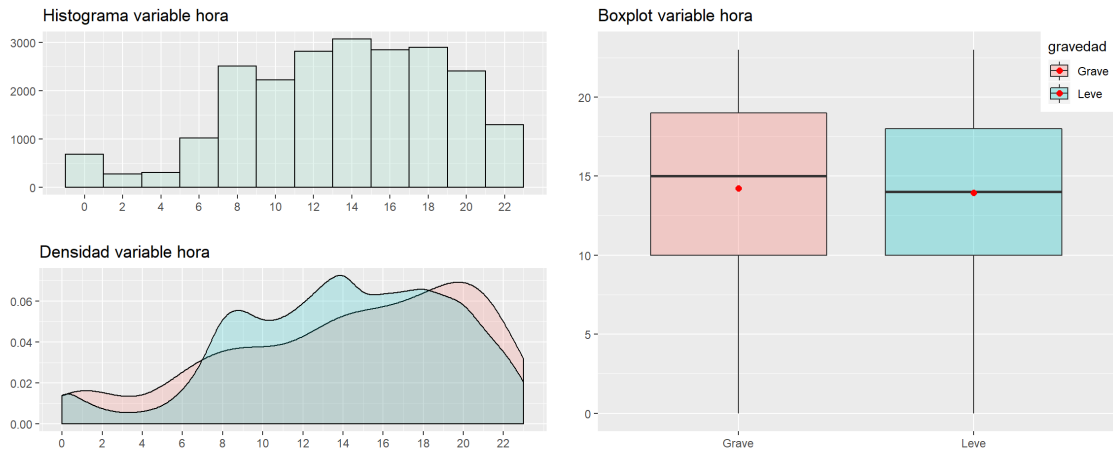 Histograma variable hora
3000
2000
1000
0
0 2 4 6 8 10 12 14 16 18 20 22
Densidad variable hora
0.06
0.04
0.02
0.00
0 2 4 6 8 10 12 14 16 18 20 22
Boxplot variable hora
gravedad
Grave
Leve
20
15
10
5
0
Grave Leve